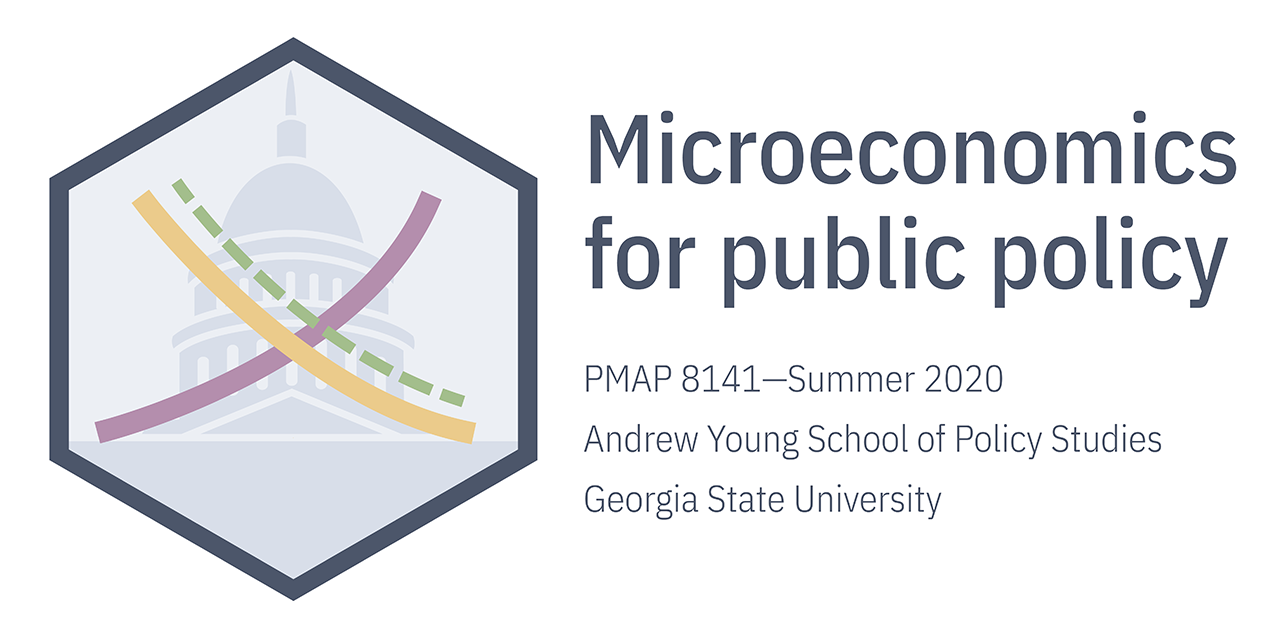 Microeconomics
for public policy
PMAP 8141—Summer 2020
Andrew Young School of Policy Studies
Georgia State University